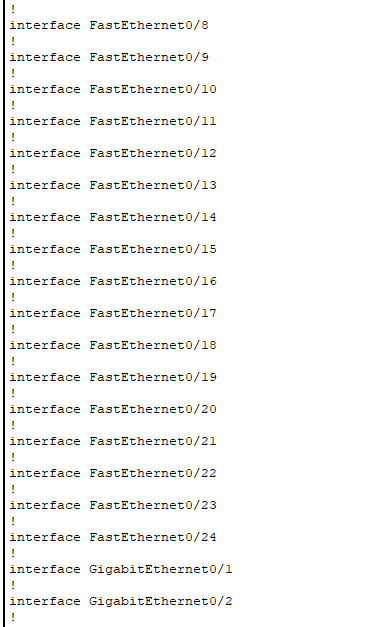 !
interface FastEthernet0/8
!
interface FastEthernet0/9
!
interface FastEthernet0/10
!
interface FastEthernet0/11
!
interface FastEthernet0/12
!
interface FastEthernet0/13
!
interface FastEthernet0/14
!
interface FastEthernet0/15
!
interface FastEthernet0/16
!
interface FastEthernet0/17
!
interface FastEthernet0/18
!
interface FastEthernet0/19
!
interface FastEthernet0/20
!
interface FastEthernet0/21
!
interface FastEthernet0/22
!
interface FastEthernet0/23
!
interface FastEthernet0/24
!
interface GigabitEthernet0/1
!
interface GigabitEthernet0/2
!